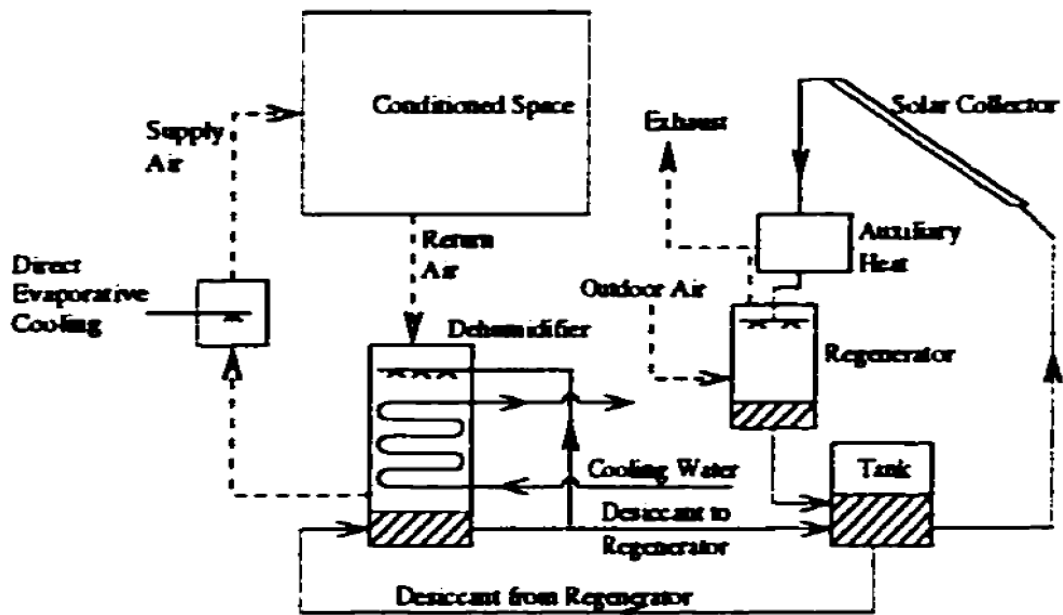 Conditioned Space
Solar Collector
Exhaust
Supply
Air
Return
Air
Auxiliary
Heat
Direct
Evaporative
Cooling
Outdoor Air
Dehumidifier
Regenerator
Cooling Water
Tank
Desiccant to
Regenerator
Desiccant from Regenerator